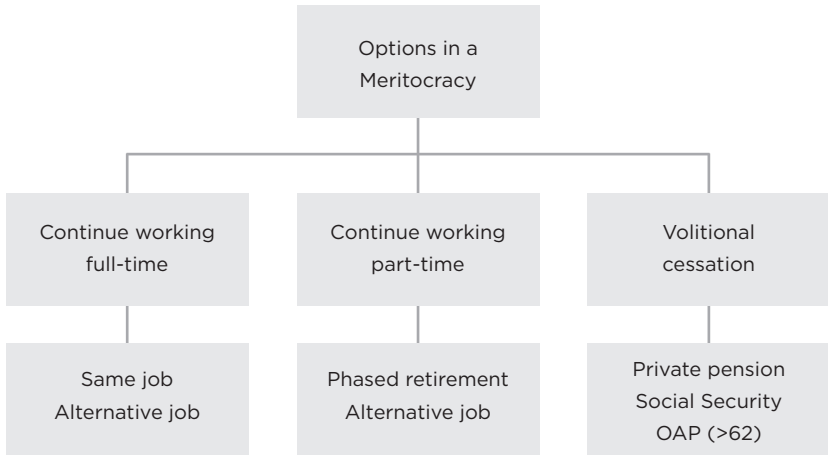 Options in a
Meritocracy
Continue working
full-time
Continue working
part-time
Volitional
cessation
Same job
Alternative job
Phased retirement
Alternative job
Private pension
Social Security
OAP (>62)